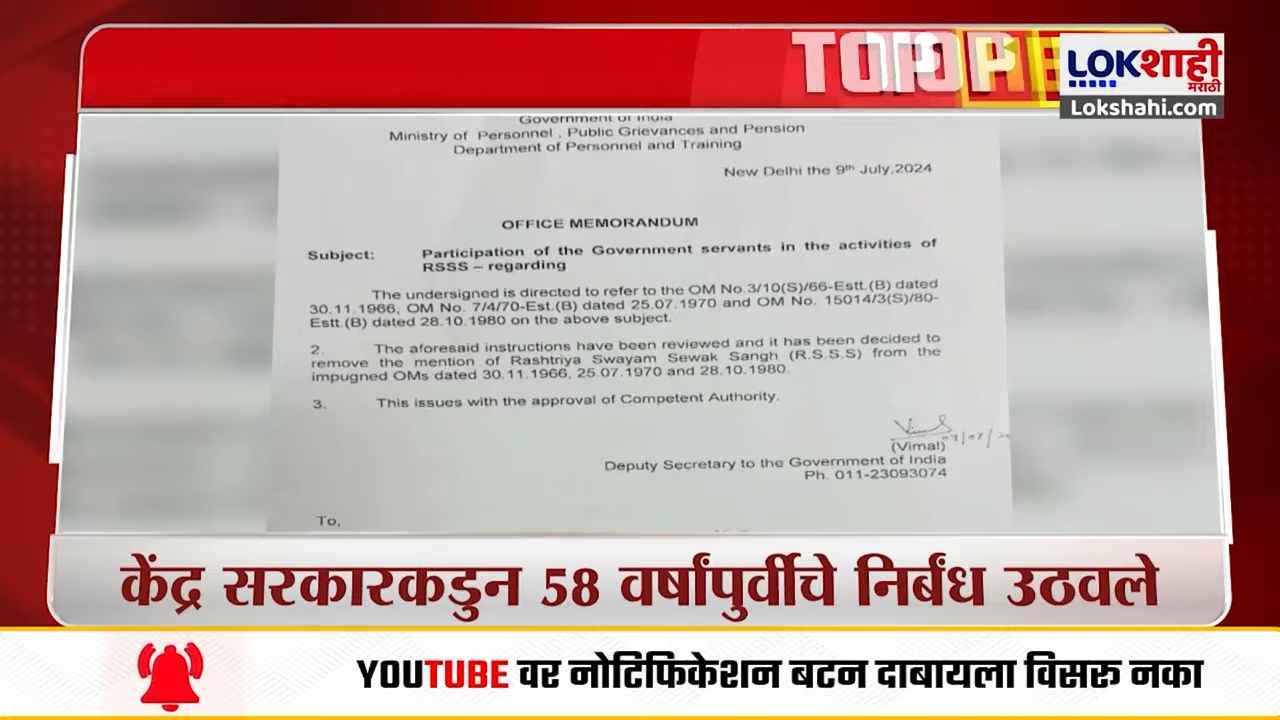 TOP
LOKशाही
मराठी
Lokshahi.com
Government of India
Ministry of Personnel , Public Grievances and Pension
Department of Personnel and Training
New Delhi the 9th July,2024
OFFICE MEMORANDUM
Subject: Participation of the Government servants in the activities of
RSSS – regarding
The undersigned is directed to refer to the OM No.3/10(S)/66-Estt.(B) dated
30.11.1966, OM No. 7/4/70-Est.(B) dated 25.07.1970 and OM No. 15014/3(S)/80-
Estt.(B) dated 28.10.1980 on the above subject.
2. The aforesaid instructions have been reviewed and it has been decided to
remove the mention of Rashtriya Swayam Sewak Sangh (R.S.S.S) from the
impugned OMs dated 30.11.1966, 25.07.1970 and 28.10.1980.
3. This issues with the approval of Competent Authority.
(Vimal)
Deputy Secretary to the Government of India
Ph. 011-23093074
To,
केंद्र सरकारकडुन 58 वर्षांपुर्वीचे निर्बंध उठवले
YOUTUBE वर नोटिफिकेशन बटन दाबायला विसरू नका